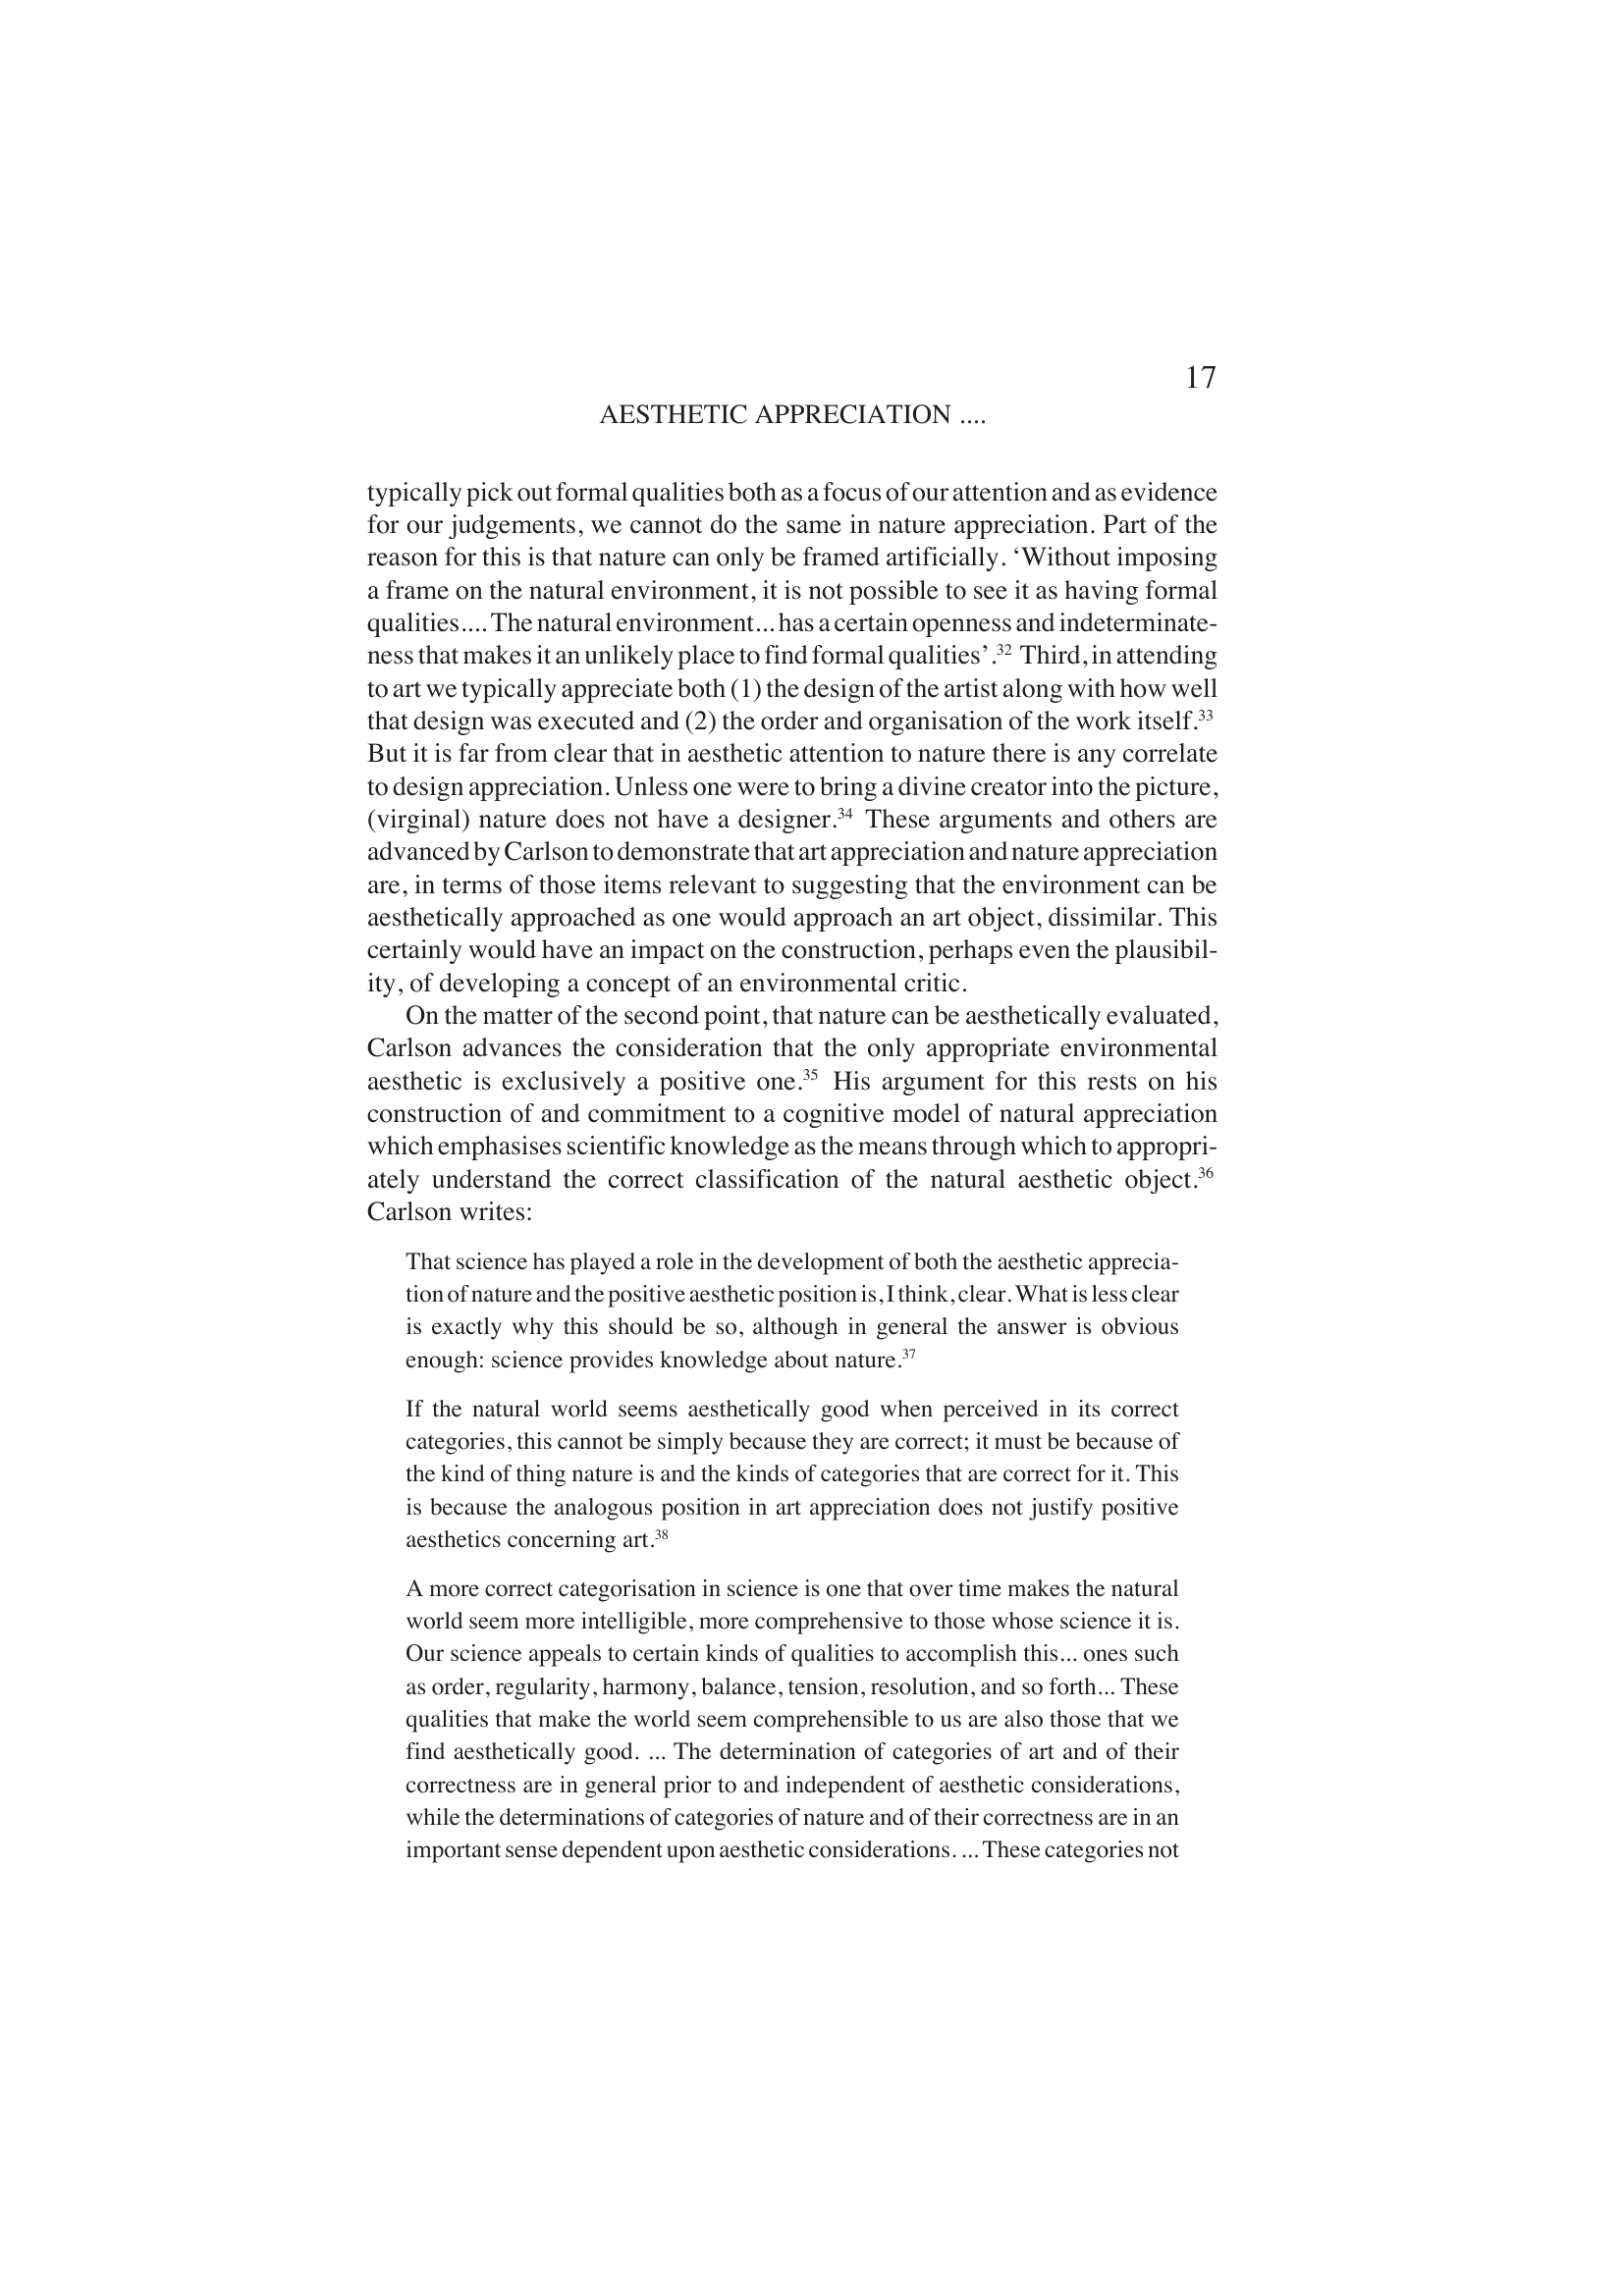 17
AESTHETIC APPRECIATION ....
typically pick out formal qualities both as a focus of our attention and as evidence
for our judgements, we cannot do the same in nature appreciation. Part of the
reason for this is that nature can only be framed artificially. ‘Without imposing
a frame on the natural environment, it is not possible to see it as having formal
qualities.... The natural environment... has a certain openness and indeterminate-
ness that makes it an unlikely place to find formal qualities’.32 Third, in attending
to art we typically appreciate both (1) the design of the artist along with how well
that design was executed and (2) the order and organisation of the work itself.33
But it is far from clear that in aesthetic attention to nature there is any correlate
to design appreciation. Unless one were to bring a divine creator into the picture,
(virginal) nature does not have a designer.34 These arguments and others are
advanced by Carlson to demonstrate that art appreciation and nature appreciation
are, in terms of those items relevant to suggesting that the environment can be
aesthetically approached as one would approach an art object, dissimilar. This
certainly would have an impact on the construction, perhaps even the plausibil-
ity, of developing a concept of an environmental critic.
On the matter of the second point, that nature can be aesthetically evaluated,
Carlson advances the consideration that the only appropriate environmental
aesthetic is exclusively a positive one.35 His argument for this rests on his
construction of and commitment to a cognitive model of natural appreciation
which emphasises scientific knowledge as the means through which to appropri-
ately understand the correct classification of the natural aesthetic object.36
Carlson writes:
That science has played a role in the development of both the aesthetic apprecia-
tion of nature and the positive aesthetic position is, I think, clear. What is less clear
is exactly why this should be so, although in general the answer is obvious
enough: science provides knowledge about nature.37
If the natural world seems aesthetically good when perceived in its correct
categories, this cannot be simply because they are correct; it must be because of
the kind of thing nature is and the kinds of categories that are correct for it. This
is because the analogous position in art appreciation does not justify positive
aesthetics concerning art.38
A more correct categorisation in science is one that over time makes the natural
world seem more intelligible, more comprehensive to those whose science it is.
Our science appeals to certain kinds of qualities to accomplish this... ones such
as order, regularity, harmony, balance, tension, resolution, and so forth... These
qualities that make the world seem comprehensible to us are also those that we
find aesthetically good. ... The determination of categories of art and of their
correctness are in general prior to and independent of aesthetic considerations,
while the determinations of categories of nature and of their correctness are in an
important sense dependent upon aesthetic considerations. ... These categories not